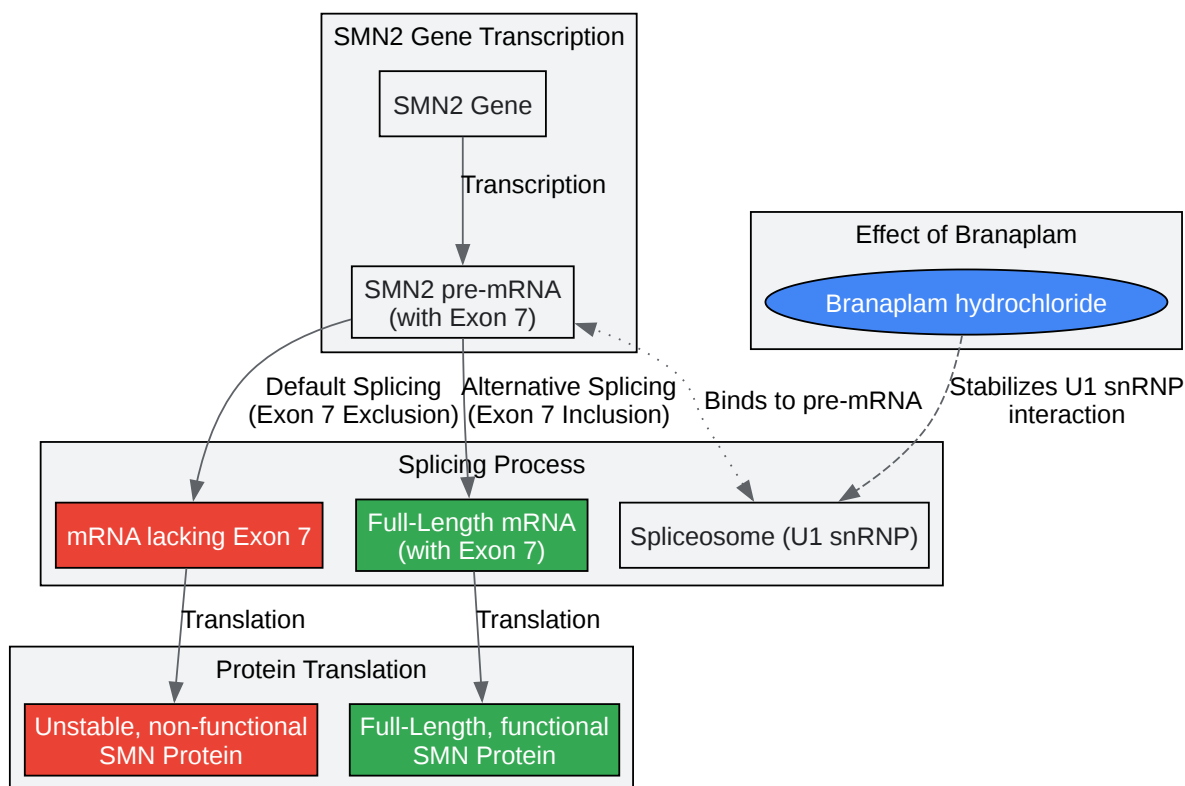 SMN2 Gene Transcription
SMN2 Gene
Transcription
Effect of Branaplam
SMN2 pre-mRNA
(with Exon 7)
Branaplam hydrochloride
Default Splicing
(Exon 7 Exclusion)
Alternative Splicing
(Exon 7 Inclusion)
Binds to pre-mRNA
Stabilizes U1 snRNP
interaction
Splicing Process
mRNA lacking Exon 7
Full-Length mRNA
(with Exon 7)
Spliceosome (U1 snRNP)
Translation
Translation
Protein Translation
Unstable, non-functional
SMN Protein
Full-Length, functional
SMN Protein